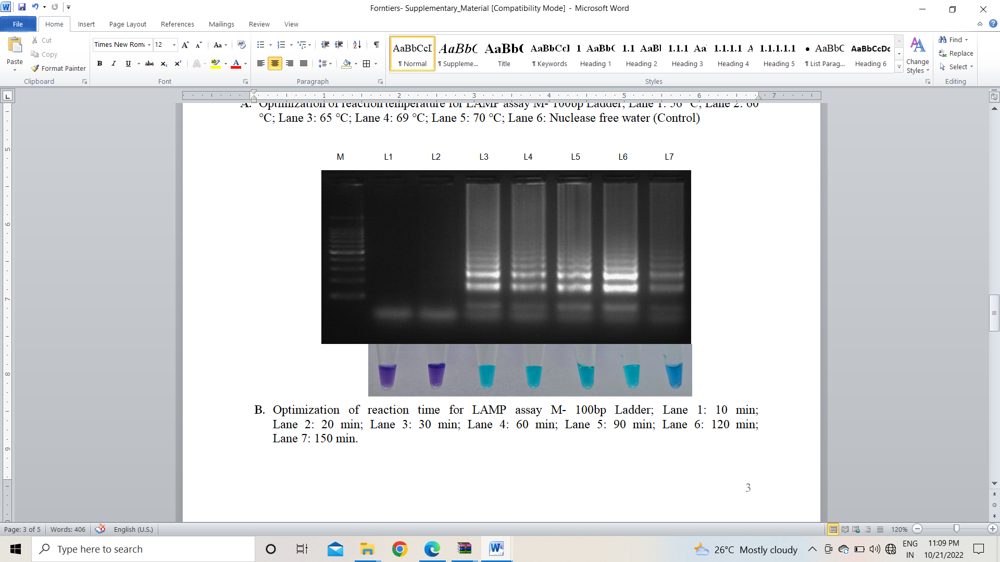 Forntiers- Supplementary_Material [Compatibility Mode] - Microsoft Word
File Home Insert Page Layout References Mailings Review View
Paste
Cut
Copy
Format Painter
Clipboard
Times New Roma 12
Font
Paragraph
AaBbCcI AaBbC AaBbC AaBbCcI 1 AaBbC 1.1 AaBl 1.1.1 Aa 1.1.1.1 A 1.1.1.1.1 • AaBbC AaBbCcDc
¶ Normal ¶ Suppleme... Title ¶ Keywords Heading 1 Heading 2 Heading 3 Heading 4 Heading 5 ¶ List Parag... Heading 6
Styles
Change Styles
Find
Replace
Select
Editing
1 2 3 4 5 6 7
A. Optimization of reaction temperature for LAMP assay M- 100bp Ladder; Lane 1: 56 °C; Lane 2: 60
°C; Lane 3: 65 °C; Lane 4: 69 °C; Lane 5: 70 °C; Lane 6: Nuclease free water (Control)
M L1 L2 L3 L4 L5 L6 L7
B. Optimization of reaction time for LAMP assay M- 100bp Ladder; Lane 1: 10 min;
Lane 2: 20 min; Lane 3: 30 min; Lane 4: 60 min; Lane 5: 90 min; Lane 6: 120 min;
Lane 7: 150 min.
3
5
6
7
8
9
Page: 3 of 5 Words: 406 English (U.S.) 120%
Type here to search
26°C Mostly cloudy
ENG
IN
11:09 PM
10/21/2022